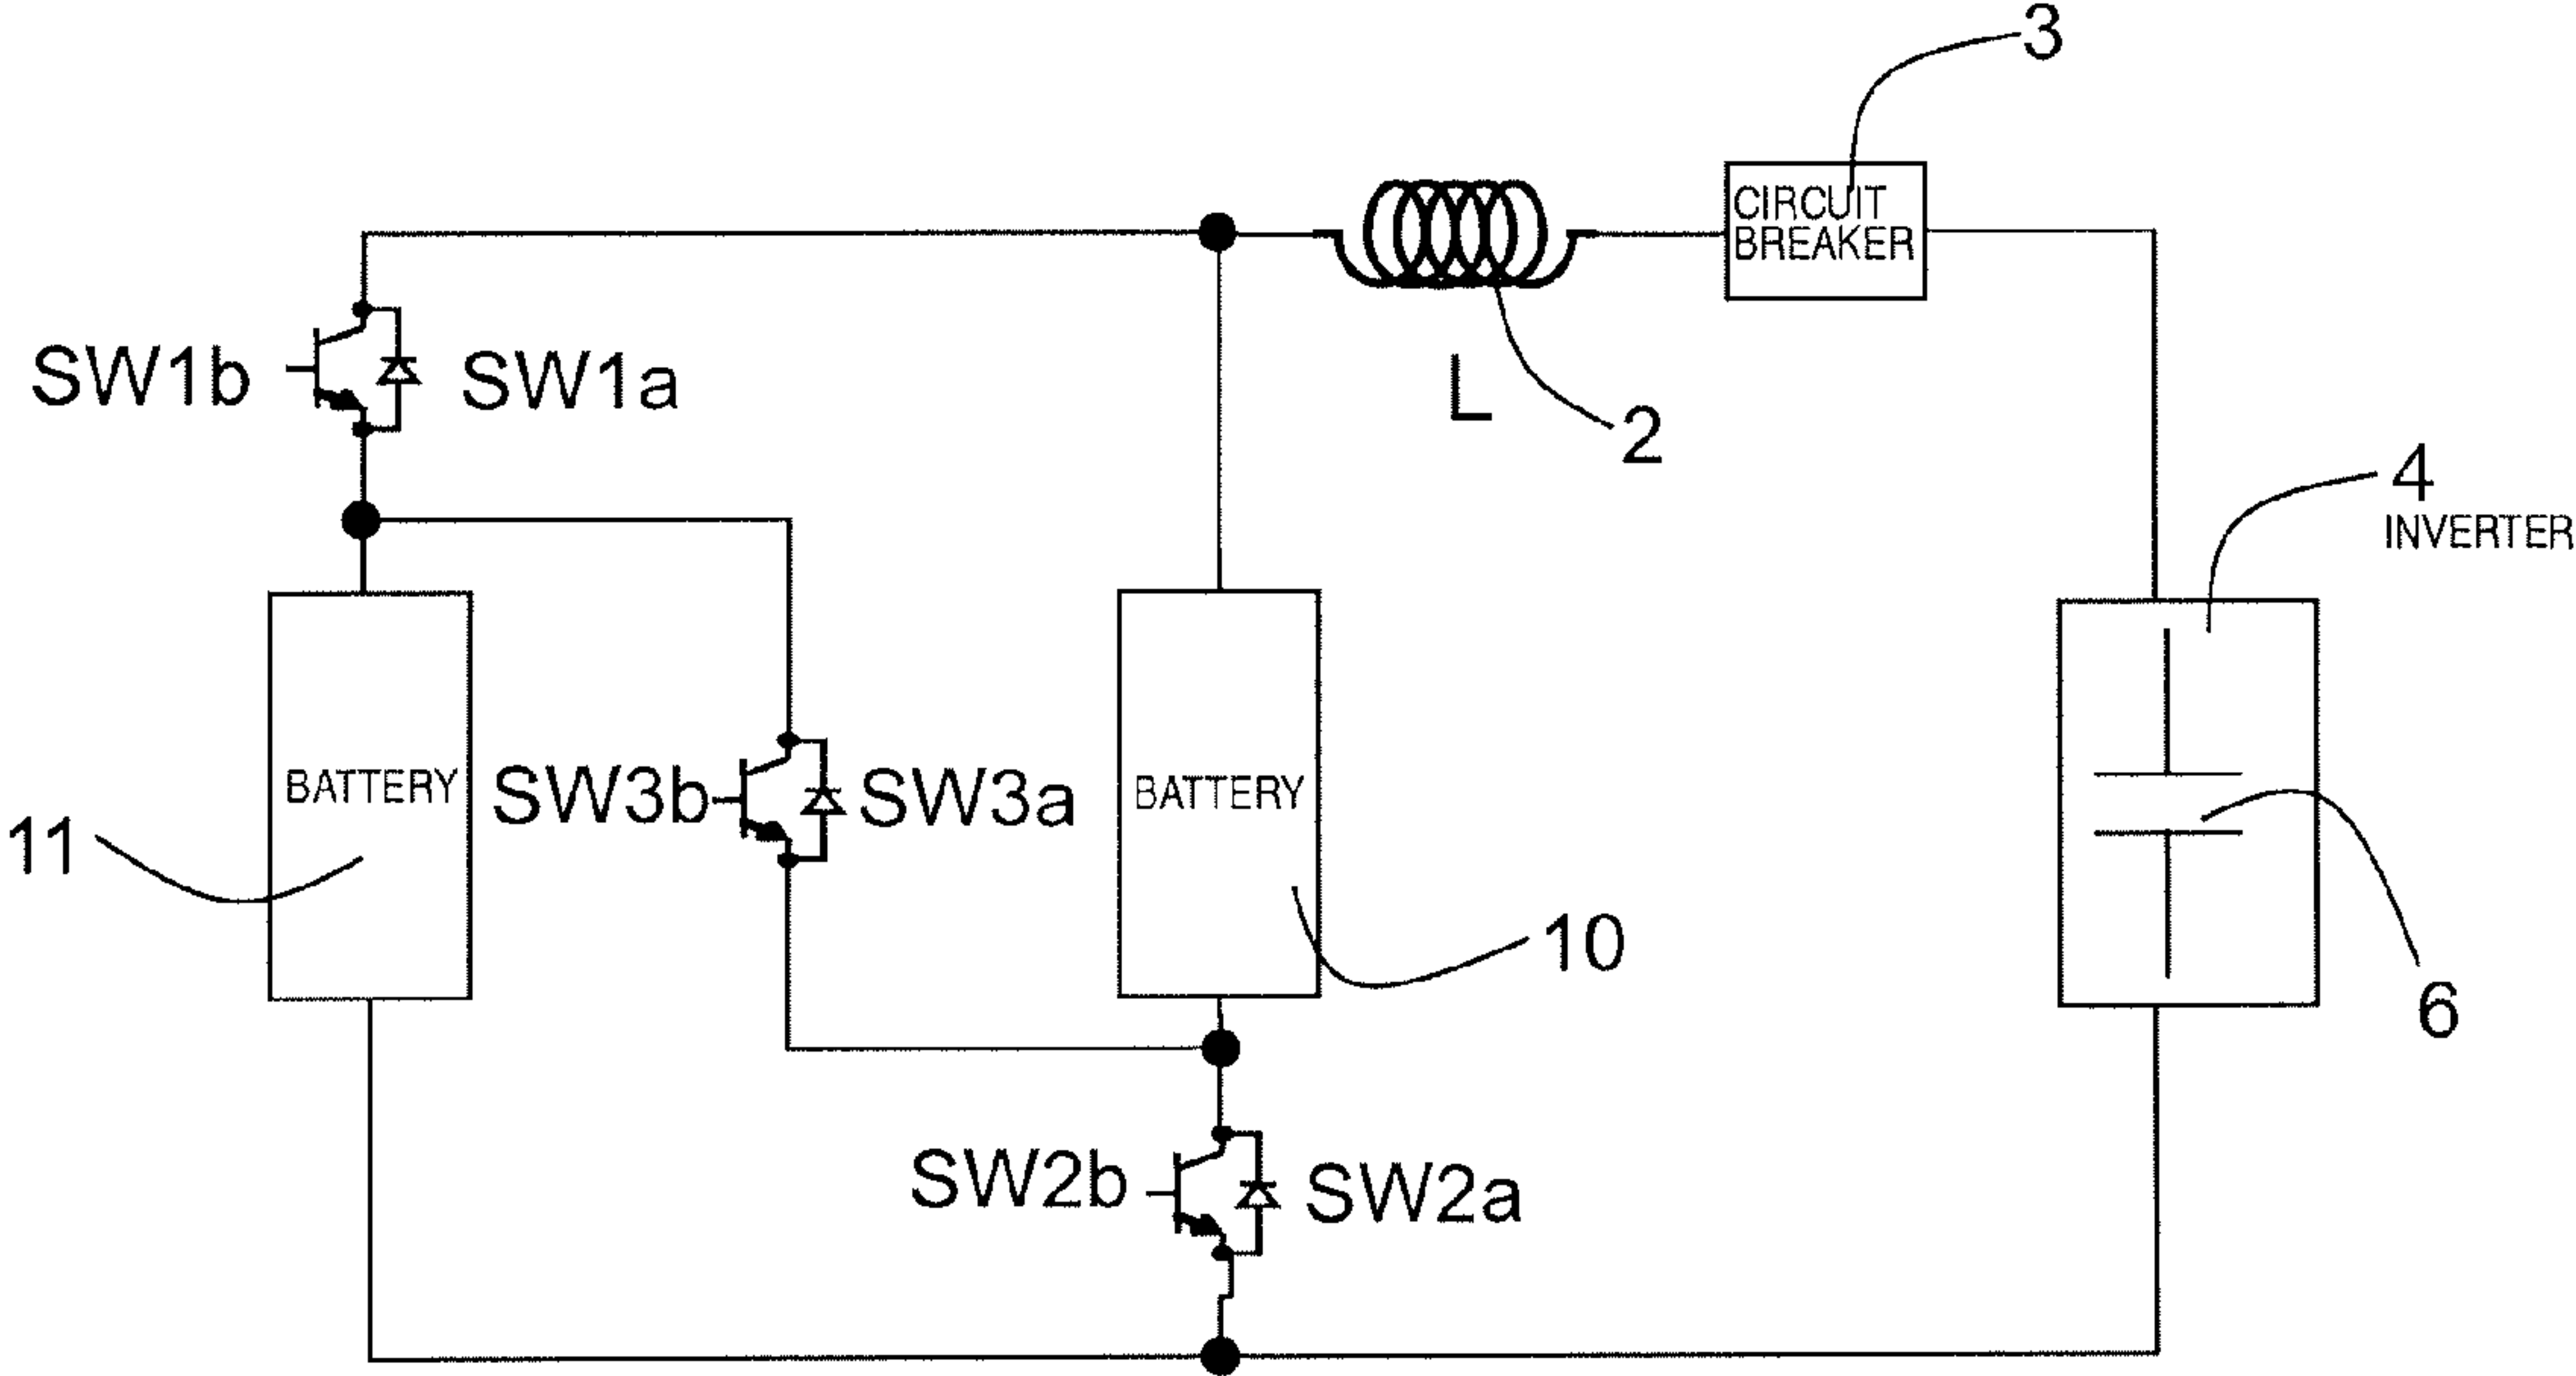 3
CIRCUIT
BREAKER
SW1b
SW1a
L
2
4
INVERTER
BATTERY
SW3b
SW3a
BATTERY
11
10
6
SW2b
SW2a